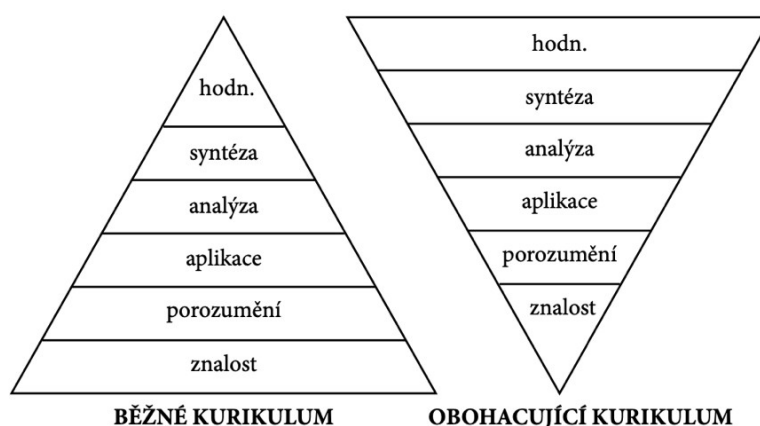 hodn.
syntéza
analýza
aplikace
porozumění
znalost
BĚŽNÉ KURIKULUM
hodn.
syntéza
analýza
aplikace
porozumění
znalost
OBOHACUJÍCÍ KURIKULUM